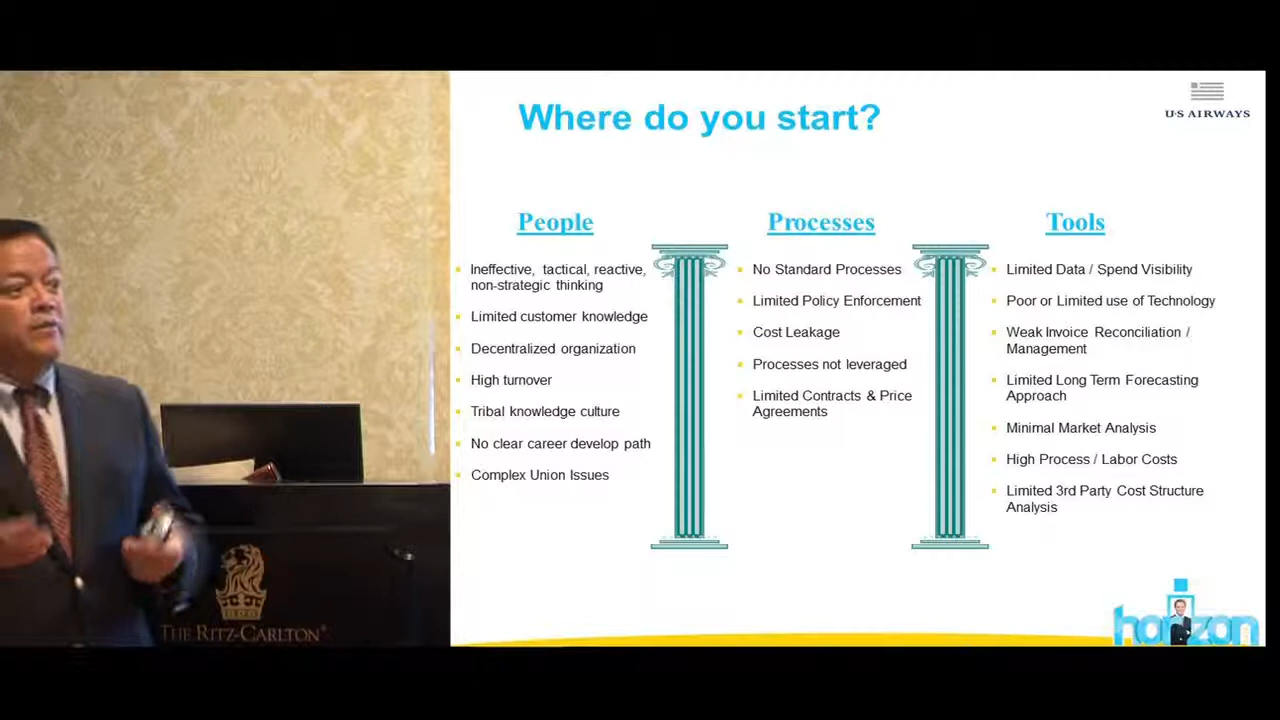 Where do you start?
U·S AIRWAYS
People
Ineffective, tactical, reactive,
non-strategic thinking
Limited customer knowledge
Decentralized organization
High turnover
Tribal knowledge culture
No clear career develop path
Complex Union Issues
Processes
No Standard Processes
Limited Policy Enforcement
Cost Leakage
Processes not leveraged
Limited Contracts & Price
Agreements
Tools
Limited Data / Spend Visibility
Poor or Limited use of Technology
Weak Invoice Reconciliation /
Management
Limited Long Term Forecasting
Approach
Minimal Market Analysis
High Process / Labor Costs
Limited 3rd Party Cost Structure
Analysis
THE RITZ-CARLTON®
horizon